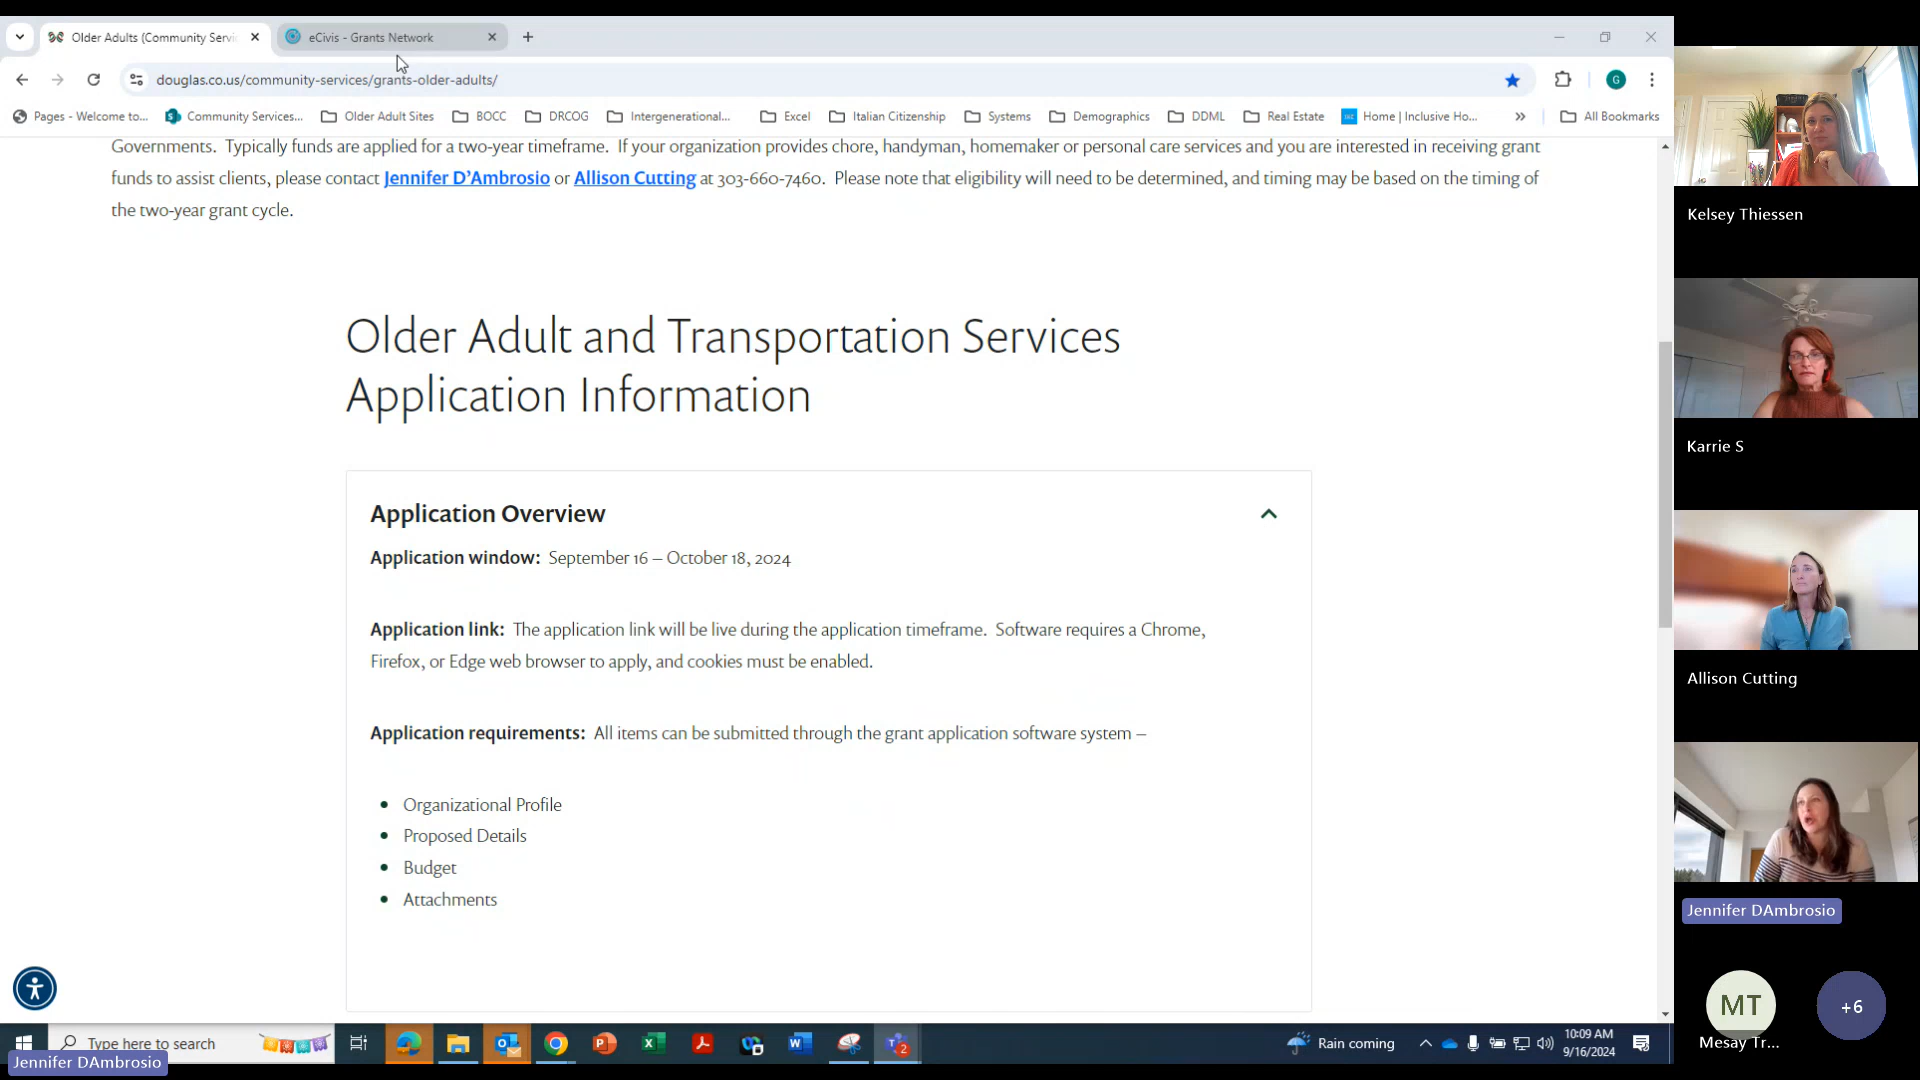 Older Adults (Community Servi
eCivis - Grants Network
douglas.co.us/community-services/grants-older-adults/
G
Pages - Welcome to...
Community Services...
Older Adult Sites
BOCC
DRCOG
Intergenerational...
Excel
Italian Citizenship
Systems
Demographics
DDML
Real Estate
Home | Inclusive Ho...
»
All Bookmarks
Governments. Typically funds are applied for a two-year timeframe. If your organization provides chore, handyman, homemaker or personal care services and you are interested in receiving grant
funds to assist clients, please contact Jennifer D’Ambrosio or Allison Cutting at 303-660-7460. Please note that eligibility will need to be determined, and timing may be based on the timing of
the two-year grant cycle.
Older Adult and Transportation Services
Application Information
Application Overview
Application window: September 16 – October 18, 2024
Application link: The application link will be live during the application timeframe. Software requires a Chrome,
Firefox, or Edge web browser to apply, and cookies must be enabled.
Application requirements: All items can be submitted through the grant application software system –
• Organizational Profile
• Proposed Details
• Budget
• Attachments
Type here to search
Rain coming
10:09 AM
9/16/2024
Jennifer DAmbrosio
Kelsey Thiessen
Karrie S
Allison Cutting
Jennifer DAmbrosio
MT
+6
Mesay Tr...